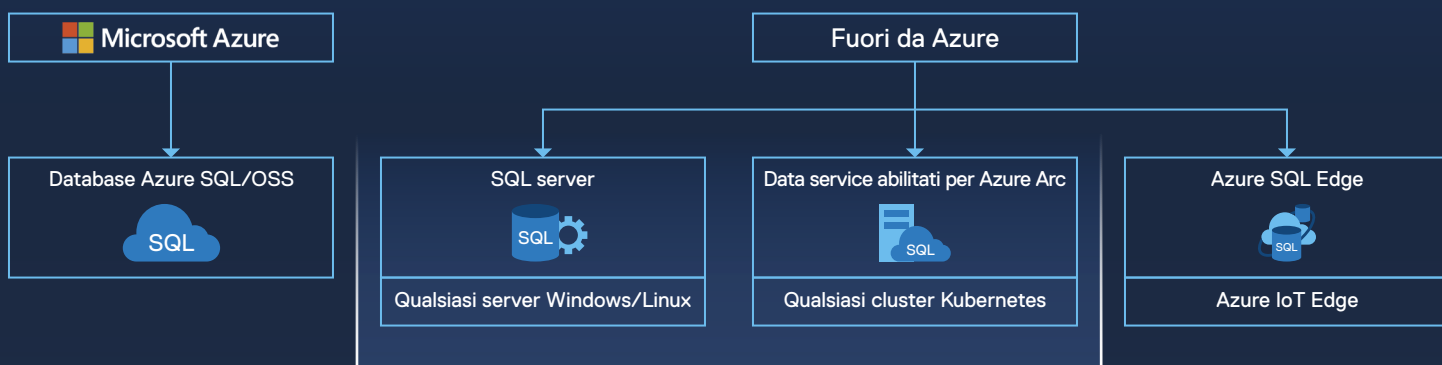 Microsoft Azure
Fuori da Azure
Database Azure SQL/OSS
SQL
SQL server
SQL
Qualsiasi server Windows/Linux
Data service abilitati per Azure Arc
SQL
Qualsiasi cluster Kubernetes
Azure SQL Edge
SQL
Azure IoT Edge